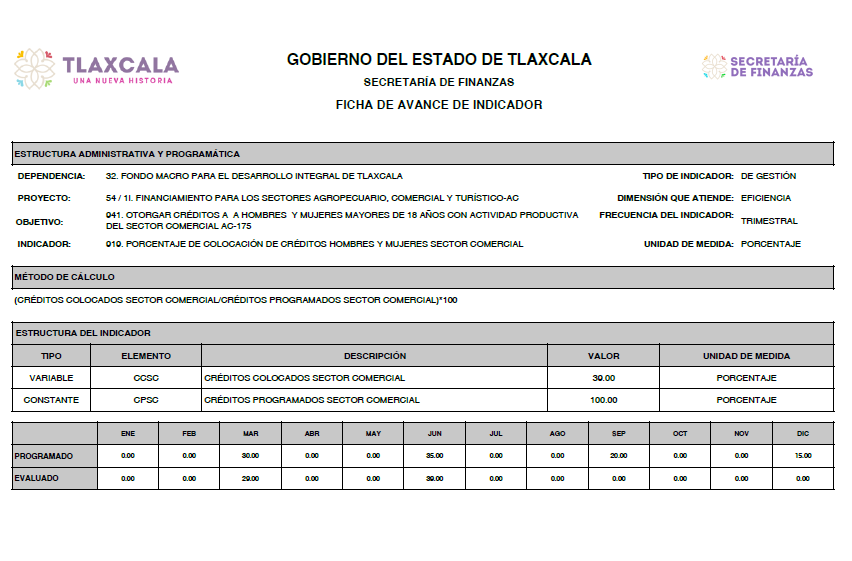 TLAXCALA
UNA NUEVA HISTORIA
GOBIERNO DEL ESTADO DE TLAXCALA
SECRETARÍA DE FINANZAS
FICHA DE AVANCE DE INDICADOR
SECRETARÍA
DE FINANZAS
ESTRUCTURA ADMINISTRATIVA Y PROGRAMÁTICA
DEPENDENCIA: 32. FONDO MACRO PARA EL DESARROLLO INTEGRAL DE TLAXCALA TIPO DE INDICADOR: DE GESTIÓN
PROYECTO: 54 / 1I. FINANCIAMIENTO PARA LOS SECTORES AGROPECUARIO, COMERCIAL Y TURÍSTICO-AC DIMENSIÓN QUE ATIENDE: EFICIENCIA
OBJETIVO: 041. OTORGAR CRÉDITOS A A HOMBRES Y MUJERES MAYORES DE 18 AÑOS CON ACTIVIDAD PRODUCTIVA
DEL SECTOR COMERCIAL AC-175 FRECUENCIA DEL INDICADOR: TRIMESTRAL
INDICADOR: 019. PORCENTAJE DE COLOCACIÓN DE CRÉDITOS HOMBRES Y MUJERES SECTOR COMERCIAL UNIDAD DE MEDIDA: PORCENTAJE
MÉTODO DE CÁLCULO
(CRÉDITOS COLOCADOS SECTOR COMERCIAL/CRÉDITOS PROGRAMADOS SECTOR COMERCIAL)*100
ESTRUCTURA DEL INDICADOR
TIPO ELEMENTO DESCRIPCIÓN VALOR UNIDAD DE MEDIDA
VARIABLE CCSC CRÉDITOS COLOCADOS SECTOR COMERCIAL 39.00 PORCENTAJE
CONSTANTE CPSC CRÉDITOS PROGRAMADOS SECTOR COMERCIAL 100.00 PORCENTAJE
ENE FEB MAR ABR MAY JUN JUL AGO SEP OCT NOV DIC
PROGRAMADO 0.00 0.00 30.00 0.00 0.00 35.00 0.00 0.00 20.00 0.00 0.00 15.00
EVALUADO 0.00 0.00 29.00 0.00 0.00 39.00 0.00 0.00 0.00 0.00 0.00 0.00